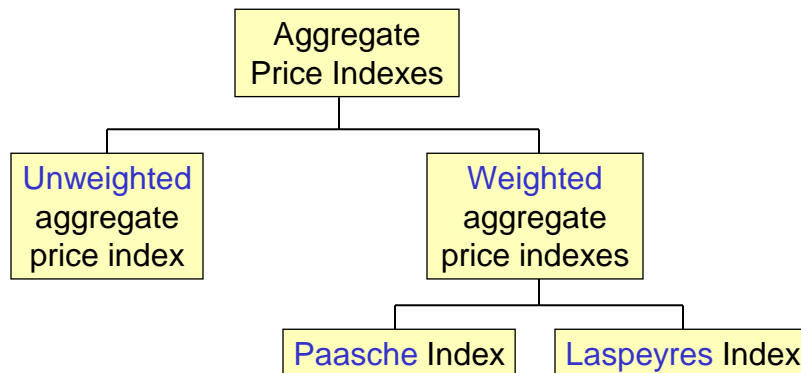 Aggregate
Price Indexes
Unweighted
aggregate
price index
Weighted
aggregate
price indexes
Paasche Index
Laspeyres Index